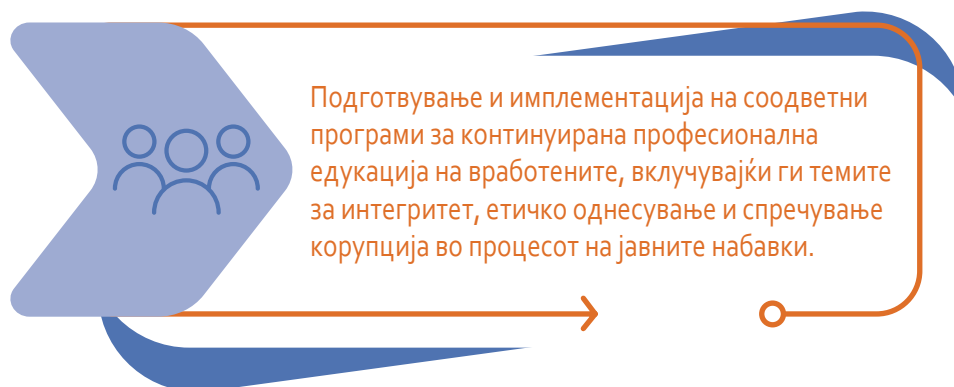 Подготвување и имплементација на соодветни
програми за континуирана професионална
едукација на вработените, вклучувајќи ги темите
за интегритет, етичко однесување и спречување
корупција во процесот на јавните набавки.